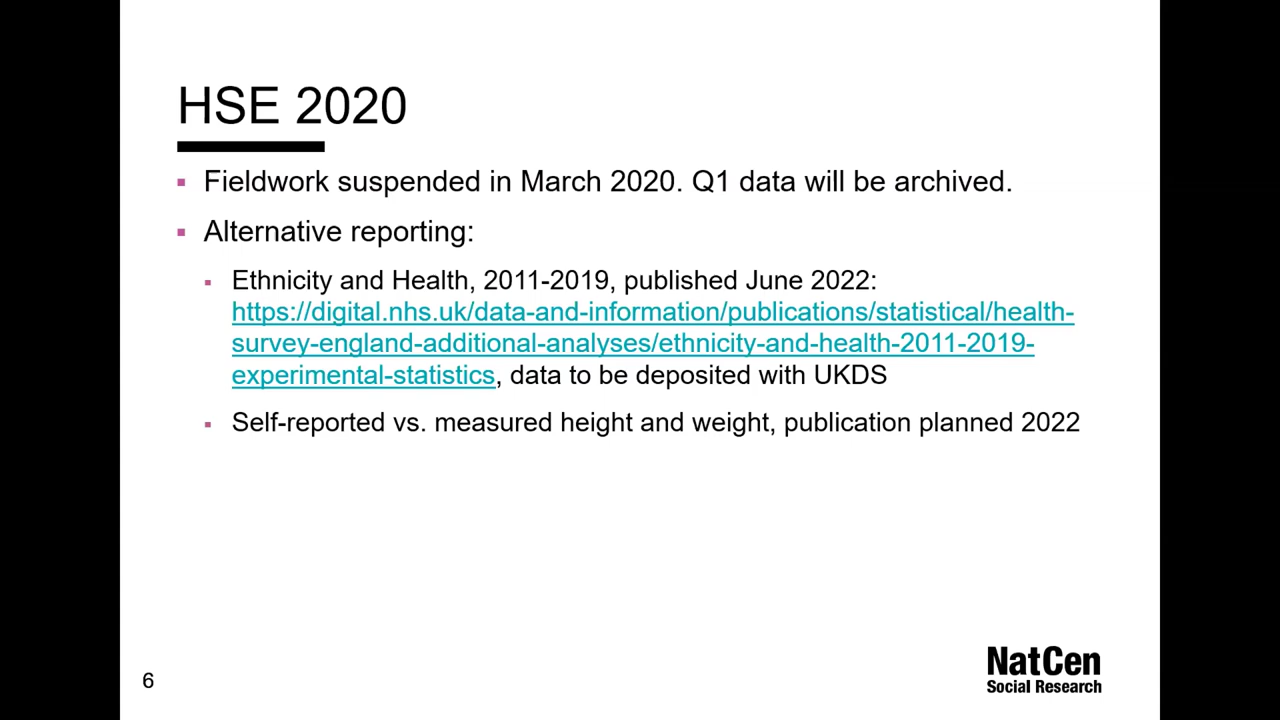 HSE 2020
Fieldwork suspended in March 2020. Q1 data will be archived.
Alternative reporting:
Ethnicity and Health, 2011-2019, published June 2022:
https://digital.nhs.uk/data-and-information/publications/statistical/health-
survey-england-additional-analyses/ethnicity-and-health-2011-2019-
experimental-statistics, data to be deposited with UKDS
Self-reported vs. measured height and weight, publication planned 2022
6
NatCen
Social Research